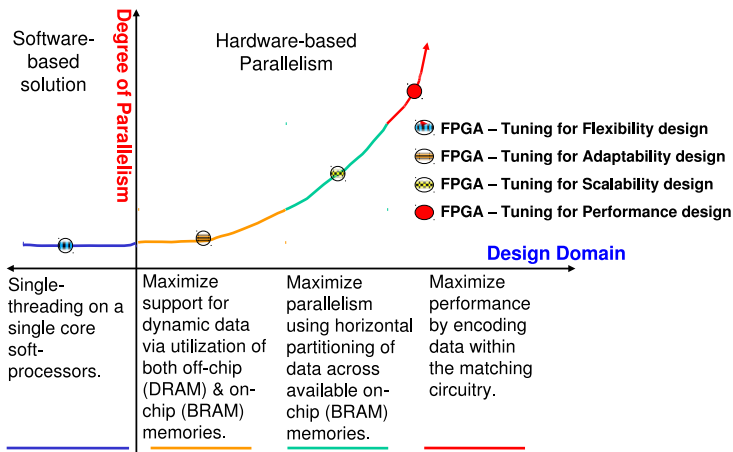 Software-
based
solution
Degree of Parallelism
Hardware-based
Parallelism
FPGA – Tuning for Flexibility design
FPGA – Tuning for Adaptability design
FPGA – Tuning for Scalability design
FPGA – Tuning for Performance design
Design Domain
Single-
threading on a
single core
soft-
processors.
Maximize
support for
dynamic data
via utilization of
both off-chip
(DRAM) & on-
chip (BRAM)
memories.
Maximize
parallelism
using horizontal
partitioning of
data across
available on-
chip (BRAM)
memories.
Maximize
performance
by encoding
data within
the matching
circuitry.